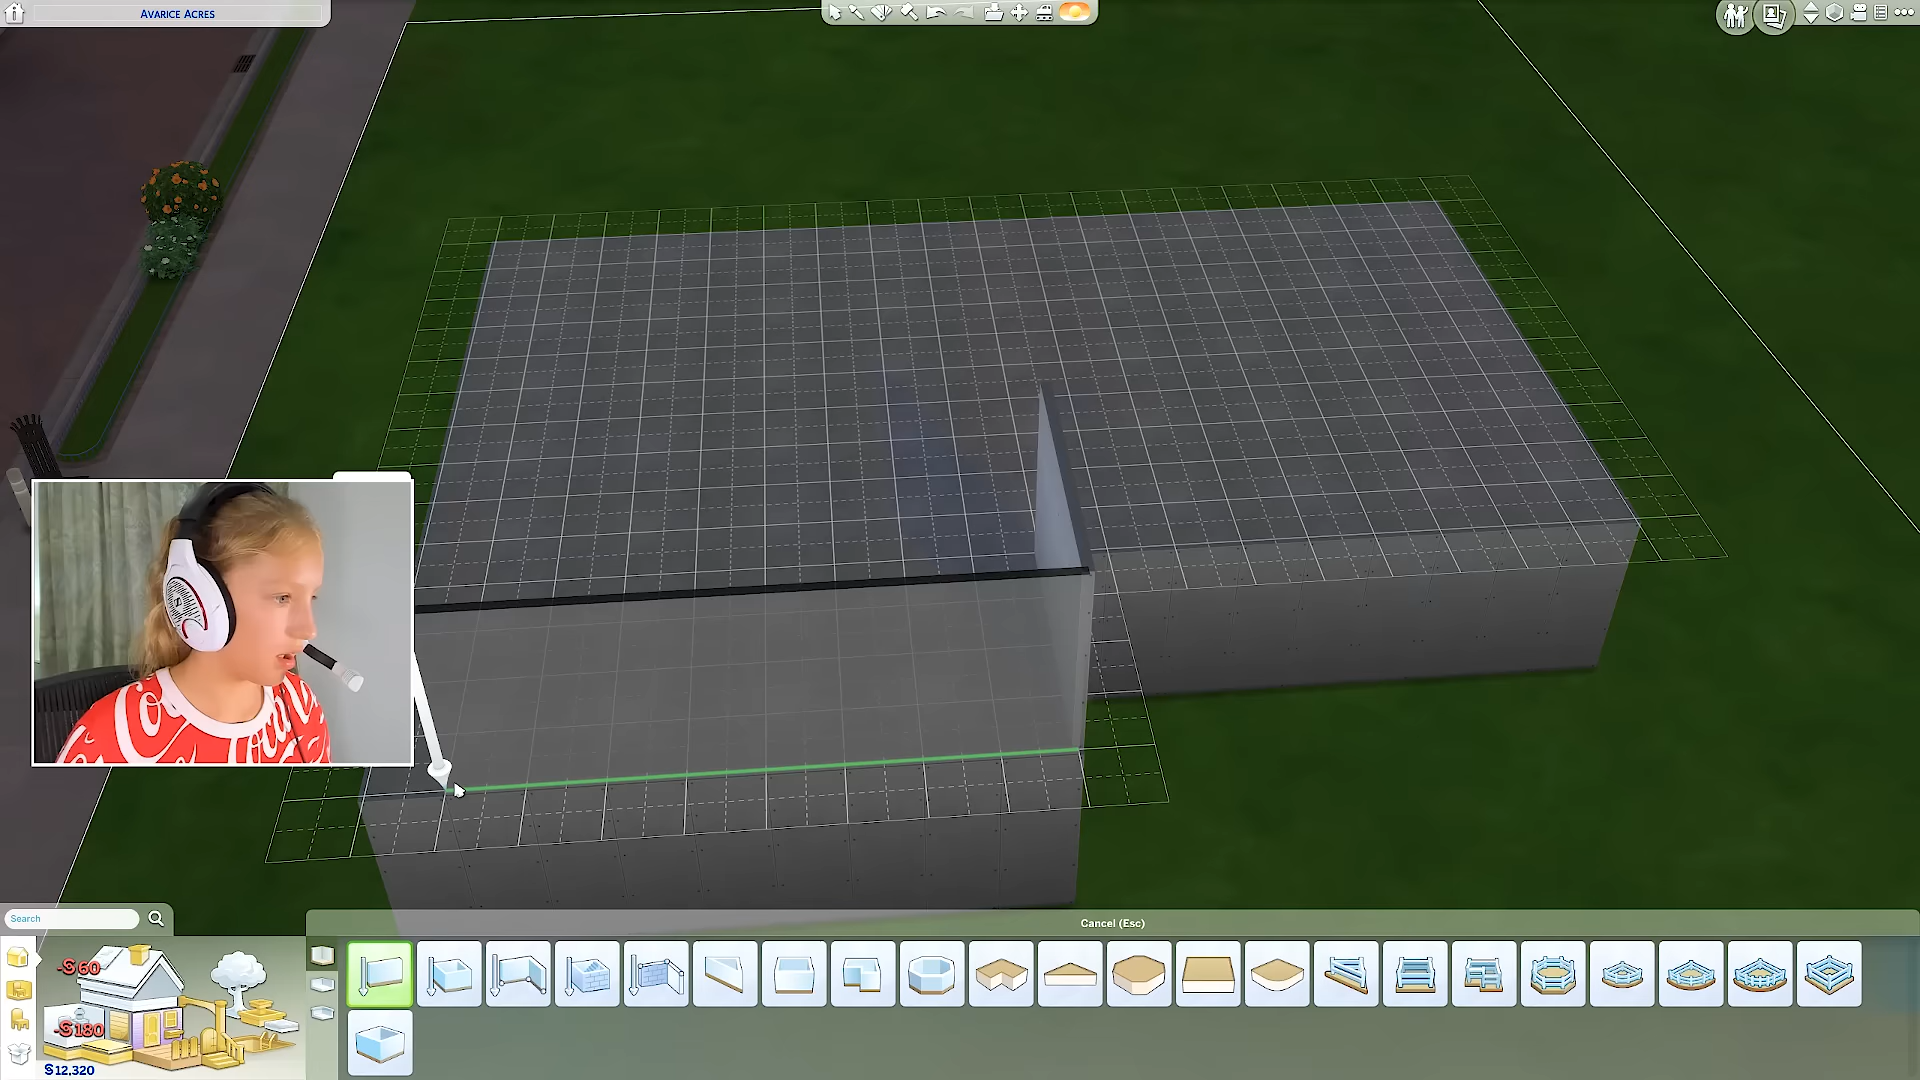 AVARICE ACRES
Search
Cancel (Esc)
-§60
-§180
§12,320